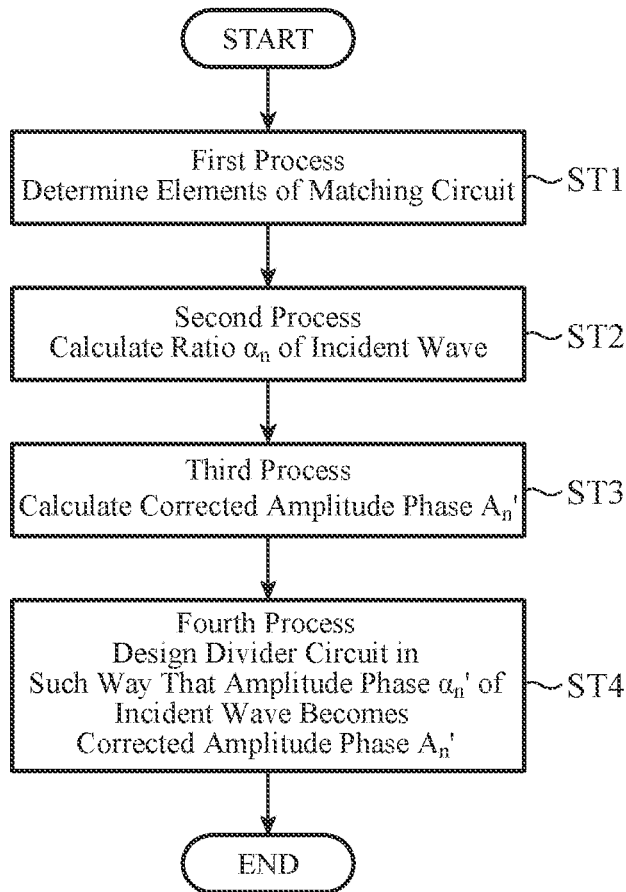 START
First Process
Determine Elements of Matching Circuit
ST1
Second Process
Calculate Ratio αₙ of Incident Wave
ST2
Third Process
Calculate Corrected Amplitude Phase Aₙ'
ST3
Fourth Process
Design Divider Circuit in
Such Way That Amplitude Phase αₙ' of
Incident Wave Becomes
Corrected Amplitude Phase Aₙ'
ST4
END